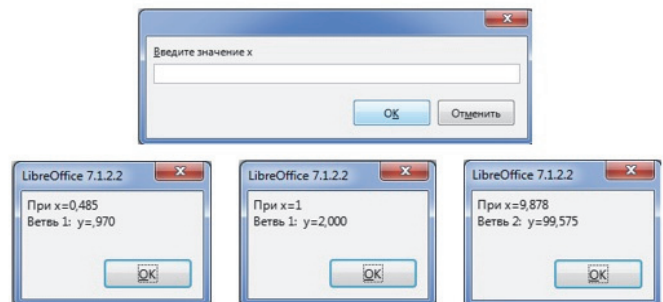 Введите значение x
OK
Отменить
LibreOffice 7.1.2.2
При x=0,485
Ветвь 1: y=,970
OK
LibreOffice 7.1.2.2
При x=1
Ветвь 1: y=2,000
OK
LibreOffice 7.1.2.2
При x=9,878
Ветвь 2: y=99,575
OK